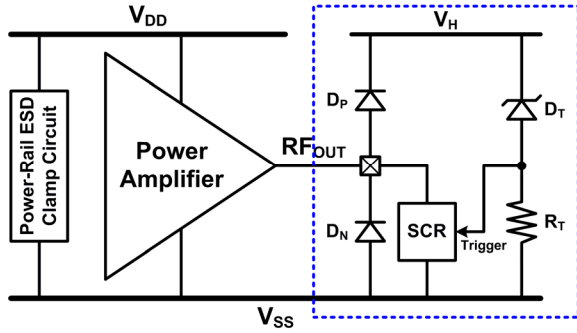 VDD
VH
Power-Rail ESD
Clamp Circuit
Power
Amplifier
RFOUT
DP
DT
DN
SCR
Trigger
RT
VSS